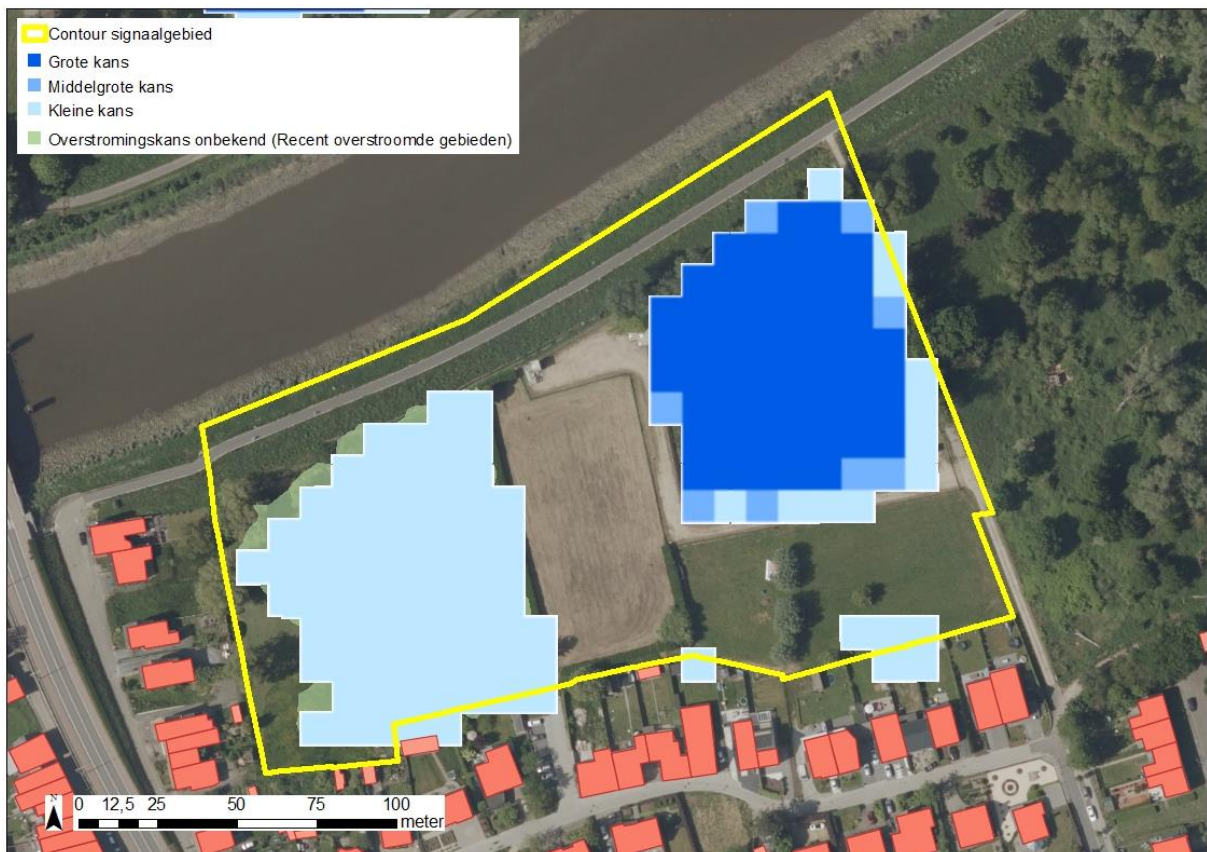 Contour signaalgebied
Grote kans
Middelgrote kans
Kleine kans
Overstromingskans onbekend (Recent overstroomde gebieden)
N
0 12,5 25 50 75 100
meter